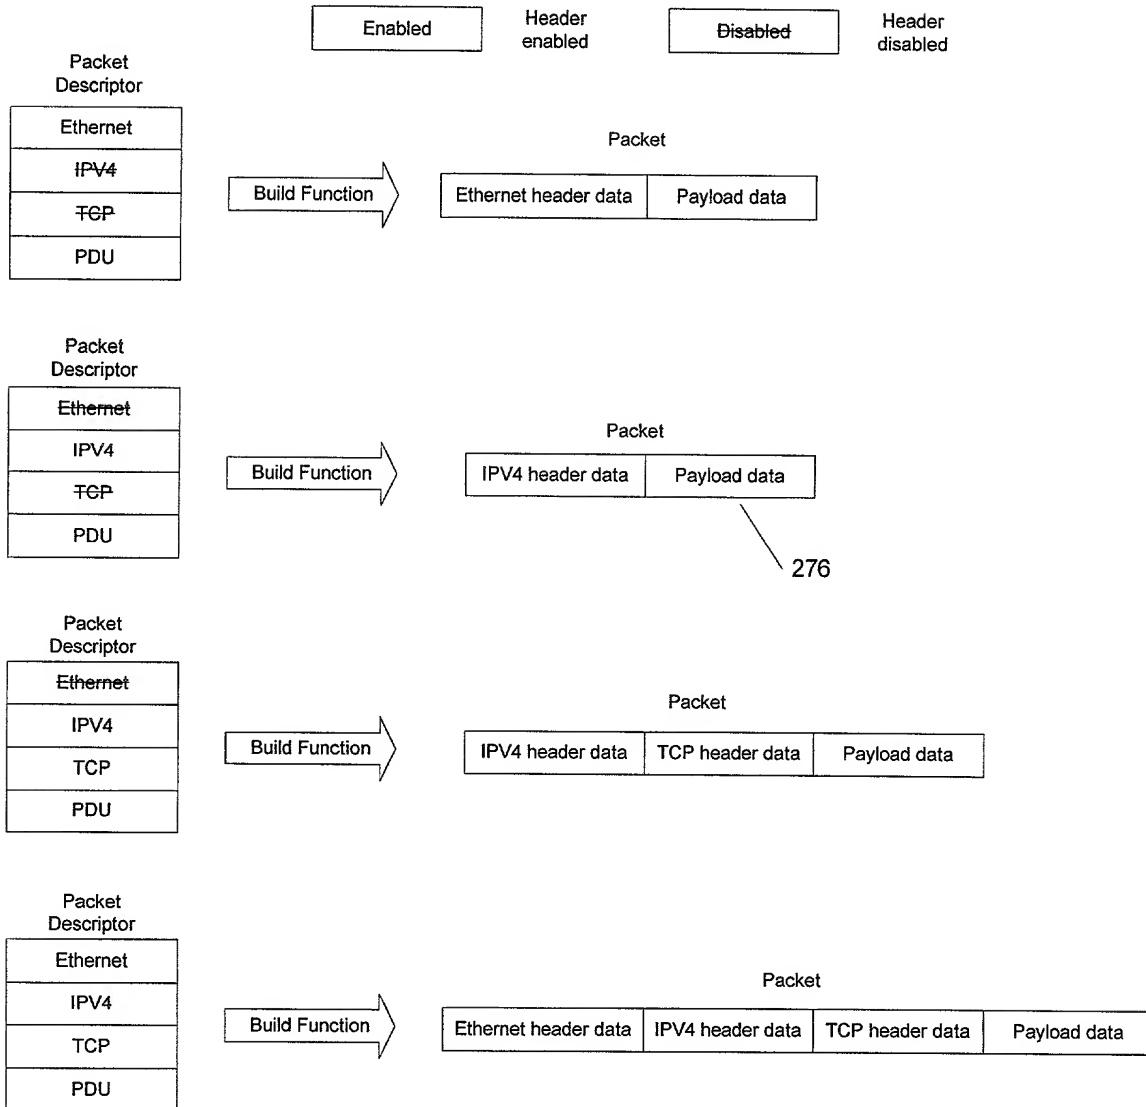 Enabled
Header
enabled
Disabled
Header
disabled
Packet
Descriptor
Ethernet
IPV4
TCP
PDU
Build Function
Packet
Ethernet header data
Payload data
Packet
Descriptor
Ethernet
IPV4
TCP
PDU
Build Function
Packet
IPV4 header data
Payload data
276
Packet
Descriptor
Ethernet
IPV4
TCP
PDU
Build Function
Packet
IPV4 header data
TCP header data
Payload data
Packet
Descriptor
Ethernet
IPV4
TCP
PDU
Build Function
Packet
Ethernet header data
IPV4 header data
TCP header data
Payload data